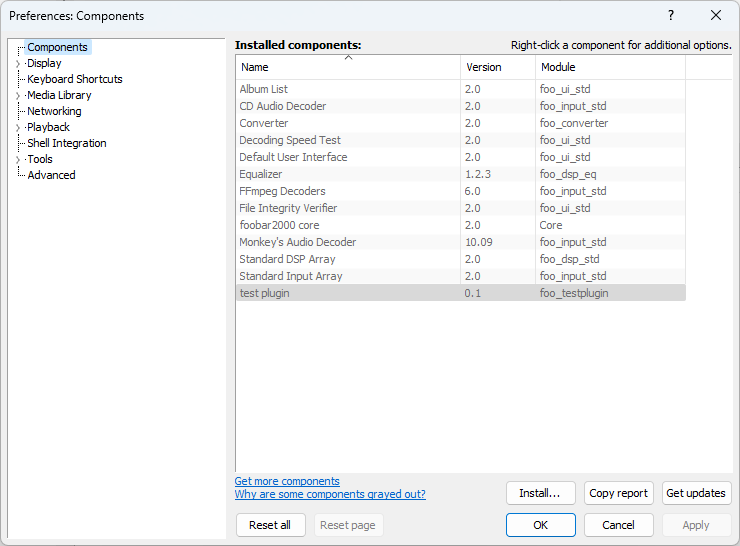 Preferences: Components
?
Components
Display
Keyboard Shortcuts
Media Library
Networking
Playback
Shell Integration
Tools
Advanced
Installed components: Right-click a component for additional options.
Name Version Module
Album List 2.0 foo_ui_std
CD Audio Decoder 2.0 foo_input_std
Converter 2.0 foo_converter
Decoding Speed Test 2.0 foo_ui_std
Default User Interface 2.0 foo_ui_std
Equalizer 1.2.3 foo_dsp_eq
FFmpeg Decoders 6.0 foo_input_std
File Integrity Verifier 2.0 foo_ui_std
foobar2000 core 2.0 Core
Monkey's Audio Decoder 10.09 foo_input_std
Standard DSP Array 2.0 foo_dsp_std
Standard Input Array 2.0 foo_input_std
test plugin 0.1 foo_testplugin
Get more components
Why are some components grayed out?
Install... Copy report Get updates
Reset all Reset page OK Cancel Apply